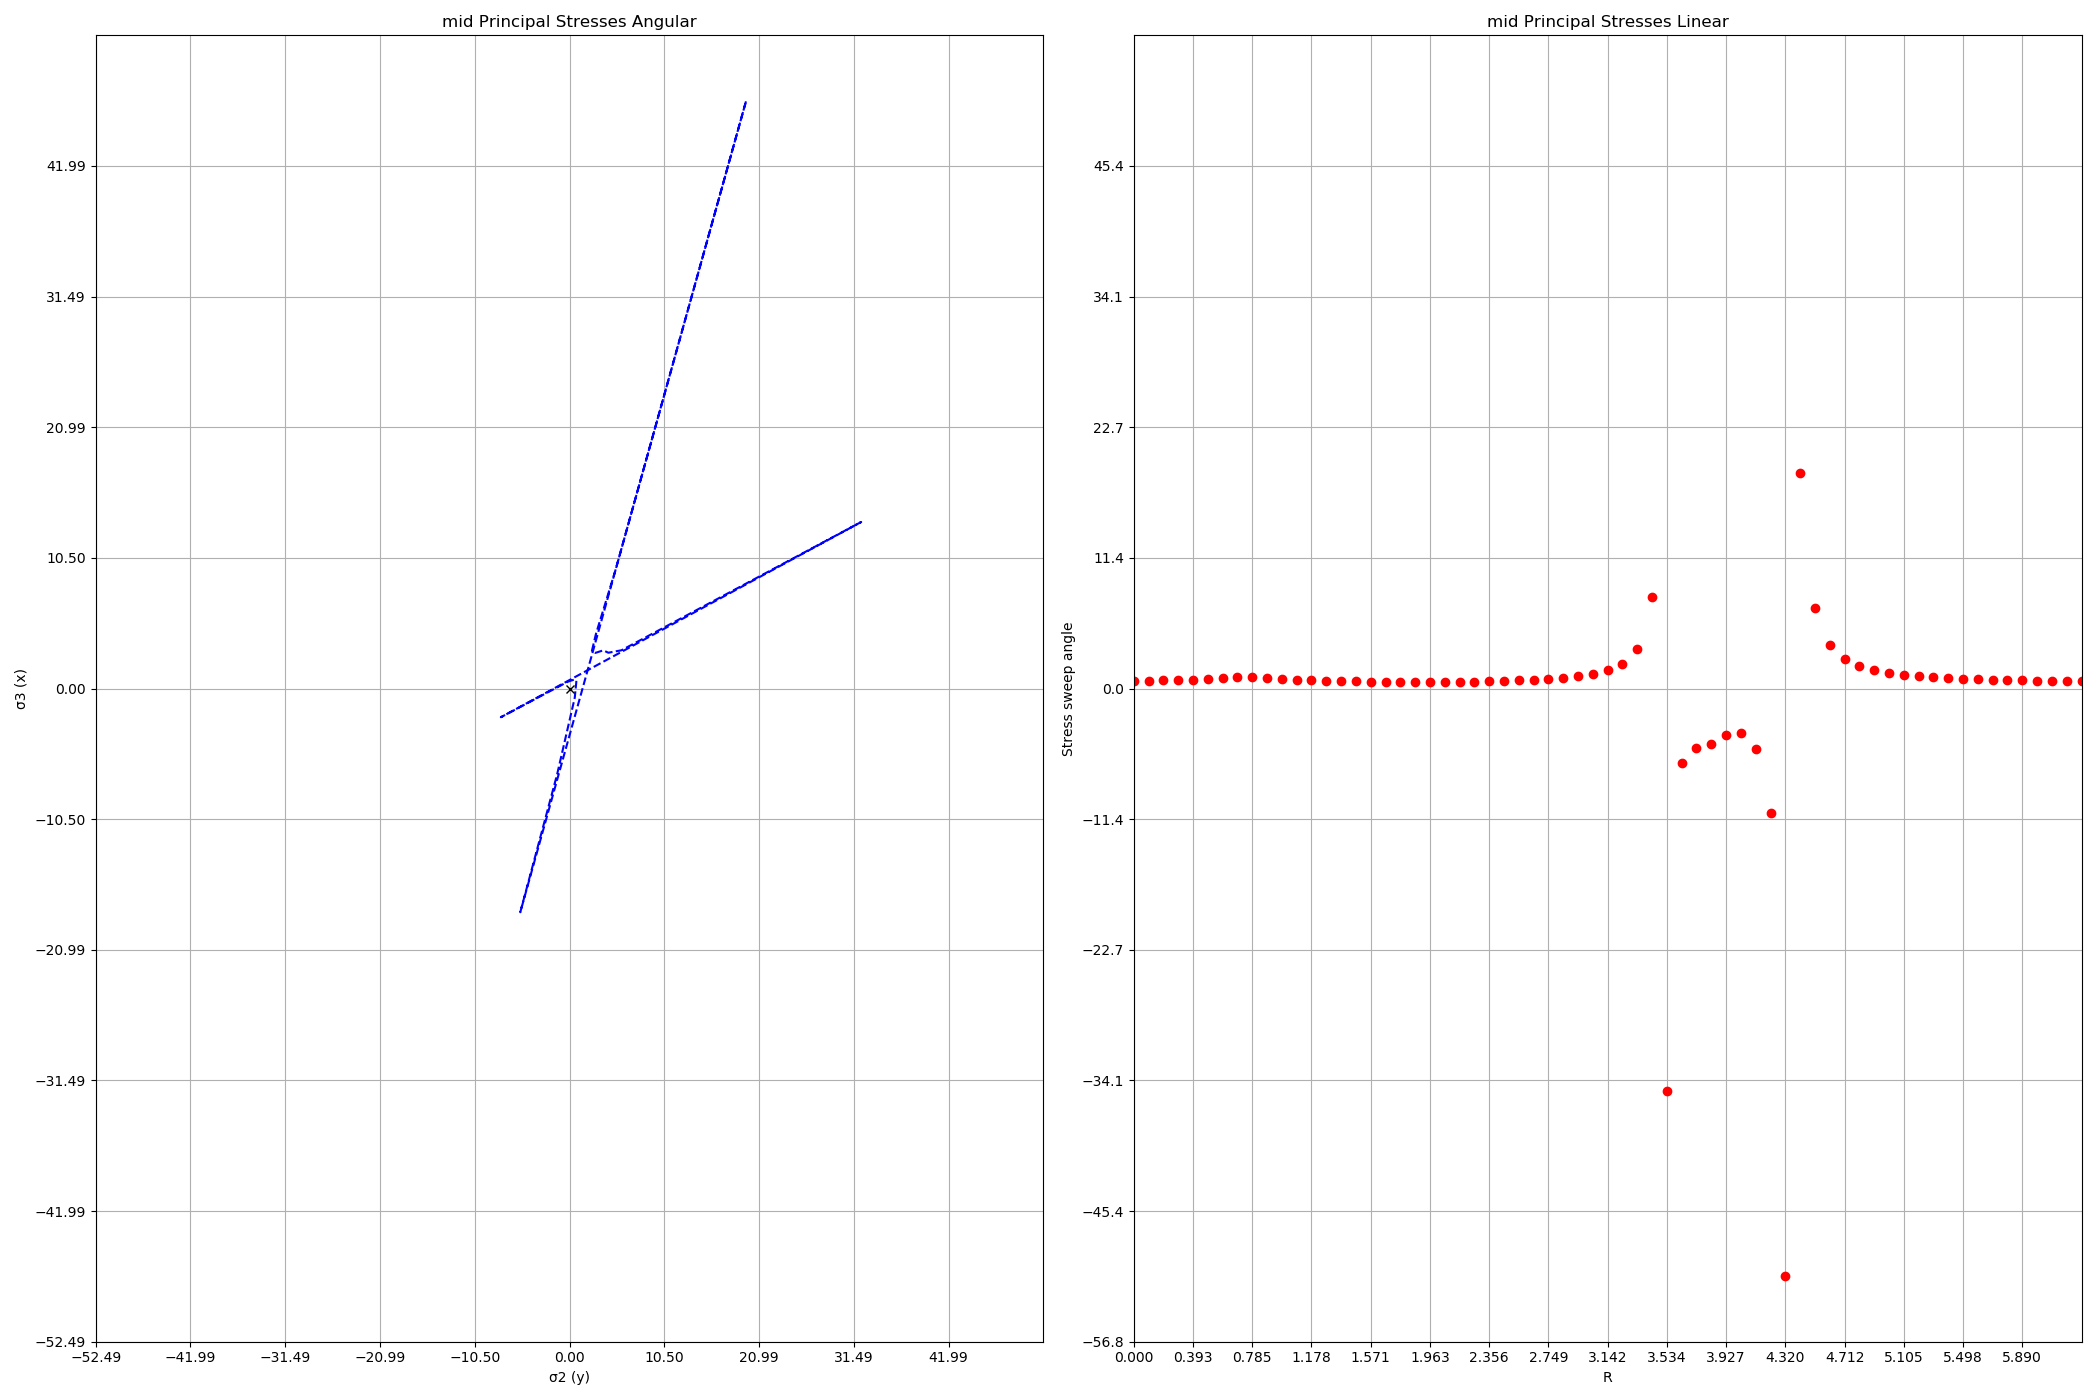 mid Principal Stresses Angular
41.99
31.49
20.99
10.50
0.00
−10.50
−20.99
−31.49
−41.99
−52.49
σ3 (x)
−52.49 −41.99 −31.49 −20.99 −10.50 0.00 10.50 20.99 31.49 41.99
σ2 (y)
mid Principal Stresses Linear
45.4
34.1
22.7
11.4
0.0
−11.4
−22.7
−34.1
−45.4
−56.8
Stress sweep angle
0.000 0.393 0.785 1.178 1.571 1.963 2.356 2.749 3.142 3.534 3.927 4.320 4.712 5.105 5.498 5.890
R